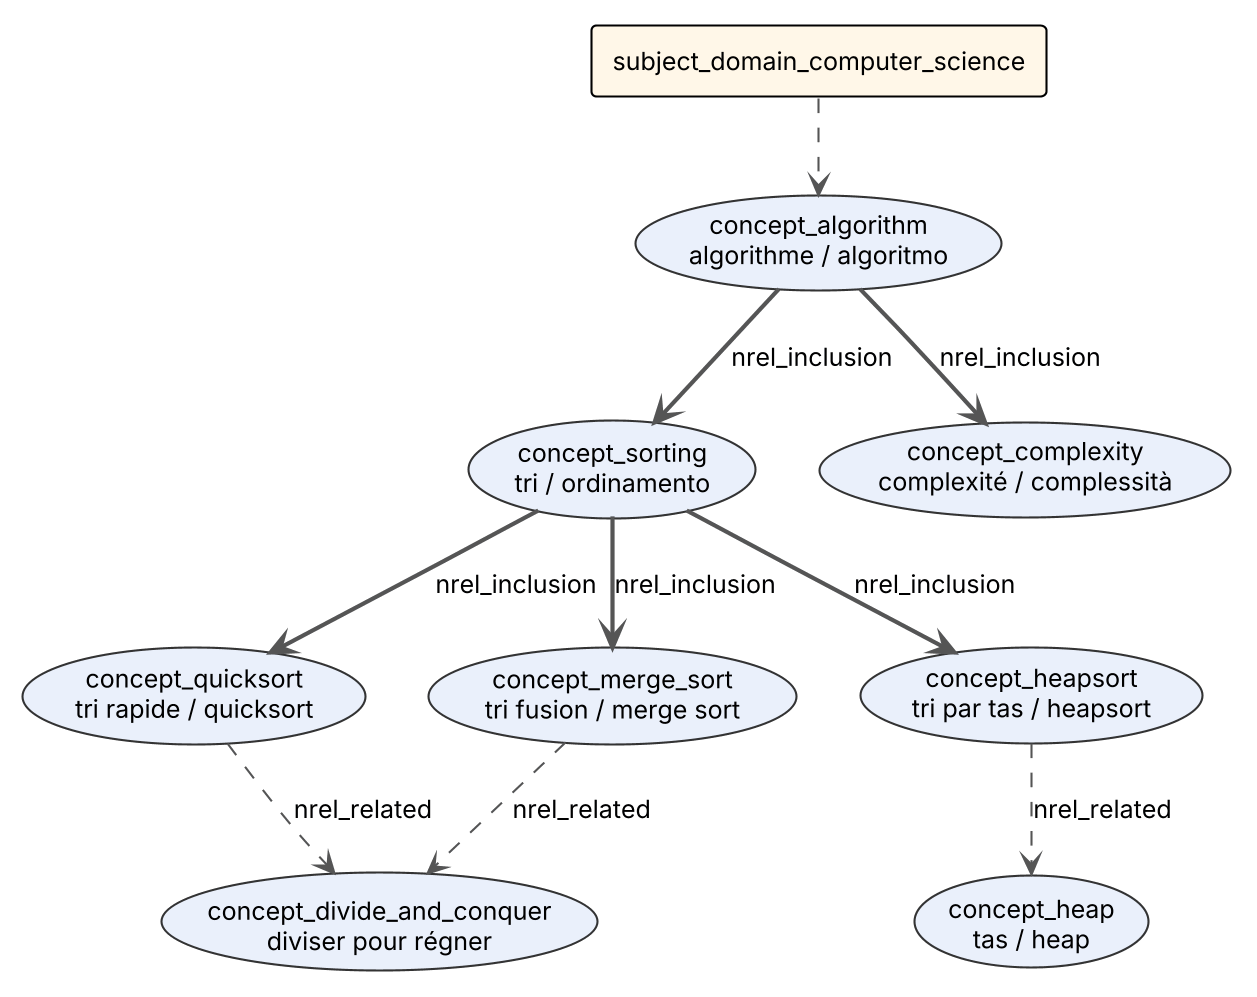 subject_domain_computer_science
concept_algorithm
algorithme / algoritmo
nrel_inclusion
nrel_inclusion
concept_sorting
tri / ordinamento
concept_complexity
complexité / complessità
nrel_inclusion
nrel_inclusion
nrel_inclusion
concept_quicksort
tri rapide / quicksort
concept_merge_sort
tri fusion / merge sort
concept_heapsort
tri par tas / heapsort
nrel_related
nrel_related
nrel_related
concept_divide_and_conquer
diviser pour régner
concept_heap
tas / heap